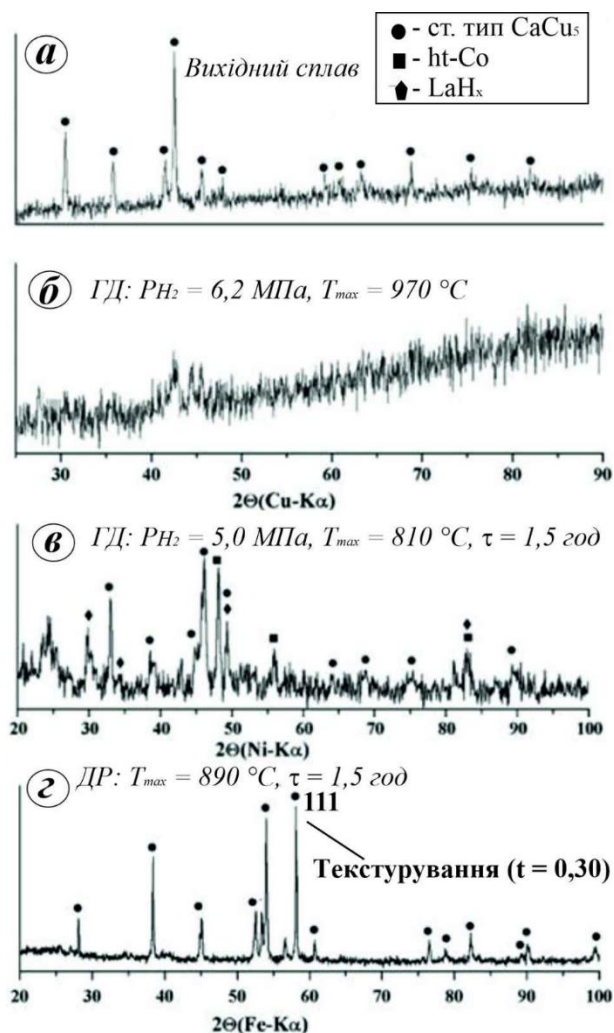 а
Вихідний сплав
● - ст. тип CaCu₅
■ - ht-Co
- LaHₓ
б ГД: PH₂ = 6,2 МПа, Tmax = 970 °C
30 40 50 60 70 80 90
2Θ(Cu-Kα)
в ГД: PH₂ = 5,0 МПа, Tmax = 810 °C, τ = 1,5 год
20 30 40 50 60 70 80 90 100
2Θ(Ni-Kα)
г ДР: Tmax = 890 °C, τ = 1,5 год
111
Текстурування (t = 0,30)
20 30 40 50 60 70 80 90 100
2Θ(Fe-Kα)